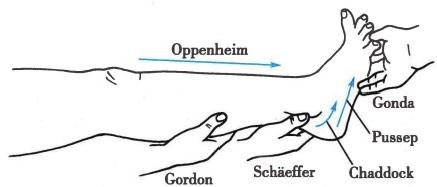 Oppenheim
Gonda
Pussep
Schäeffer
Chaddock
Gordon